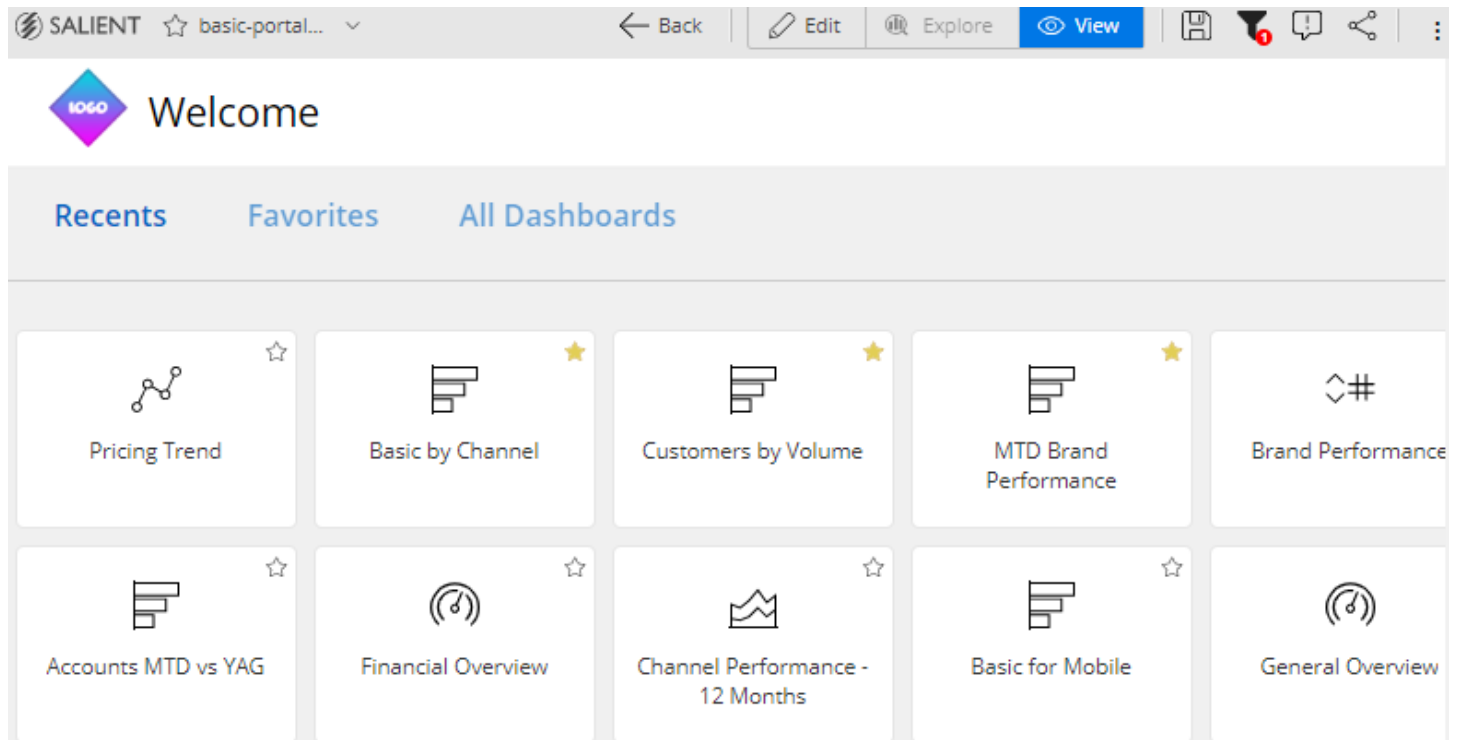 SALIENT basic-portal... Back Edit Explore View 1
LOGO Welcome
Recents Favorites All Dashboards
Pricing Trend Basic by Channel Customers by Volume MTD Brand Brand Performance
Performance
Accounts MTD vs YAG Financial Overview Channel Performance - Basic for Mobile General Overview
12 Months